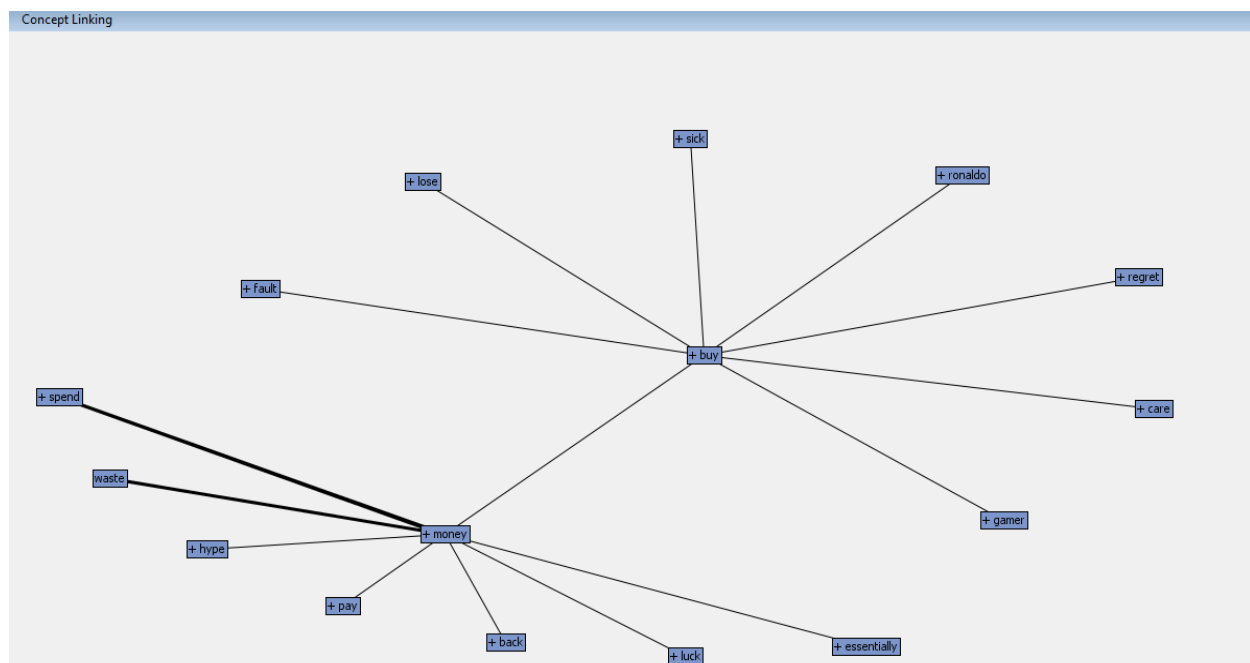 Concept Linking
+ sick
+ ronaldo
+ lose
+ regret
+ fault
+ buy
+ spend
+ care
waste
+ gamer
+ money
+ hype
+ pay
+ back
+ essentially
+ luck